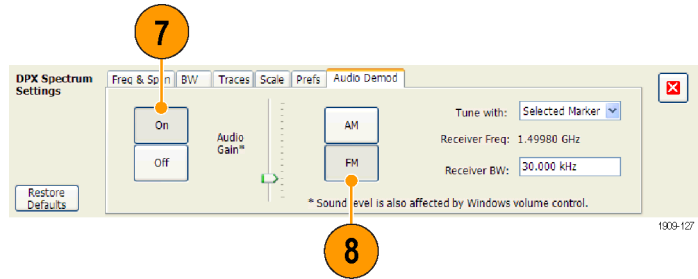 7
DPX Spectrum
Settings
Freq & Span BW Traces Scale Prefs Audio Demod
On
Off
Audio
Gain*
AM
FM
Tune with: Selected Marker
Receiver Freq: 1.49980 GHz
Receiver BW: 30.000 kHz
* Sound level is also affected by Windows volume control.
Restore
Defaults
1909-127
8